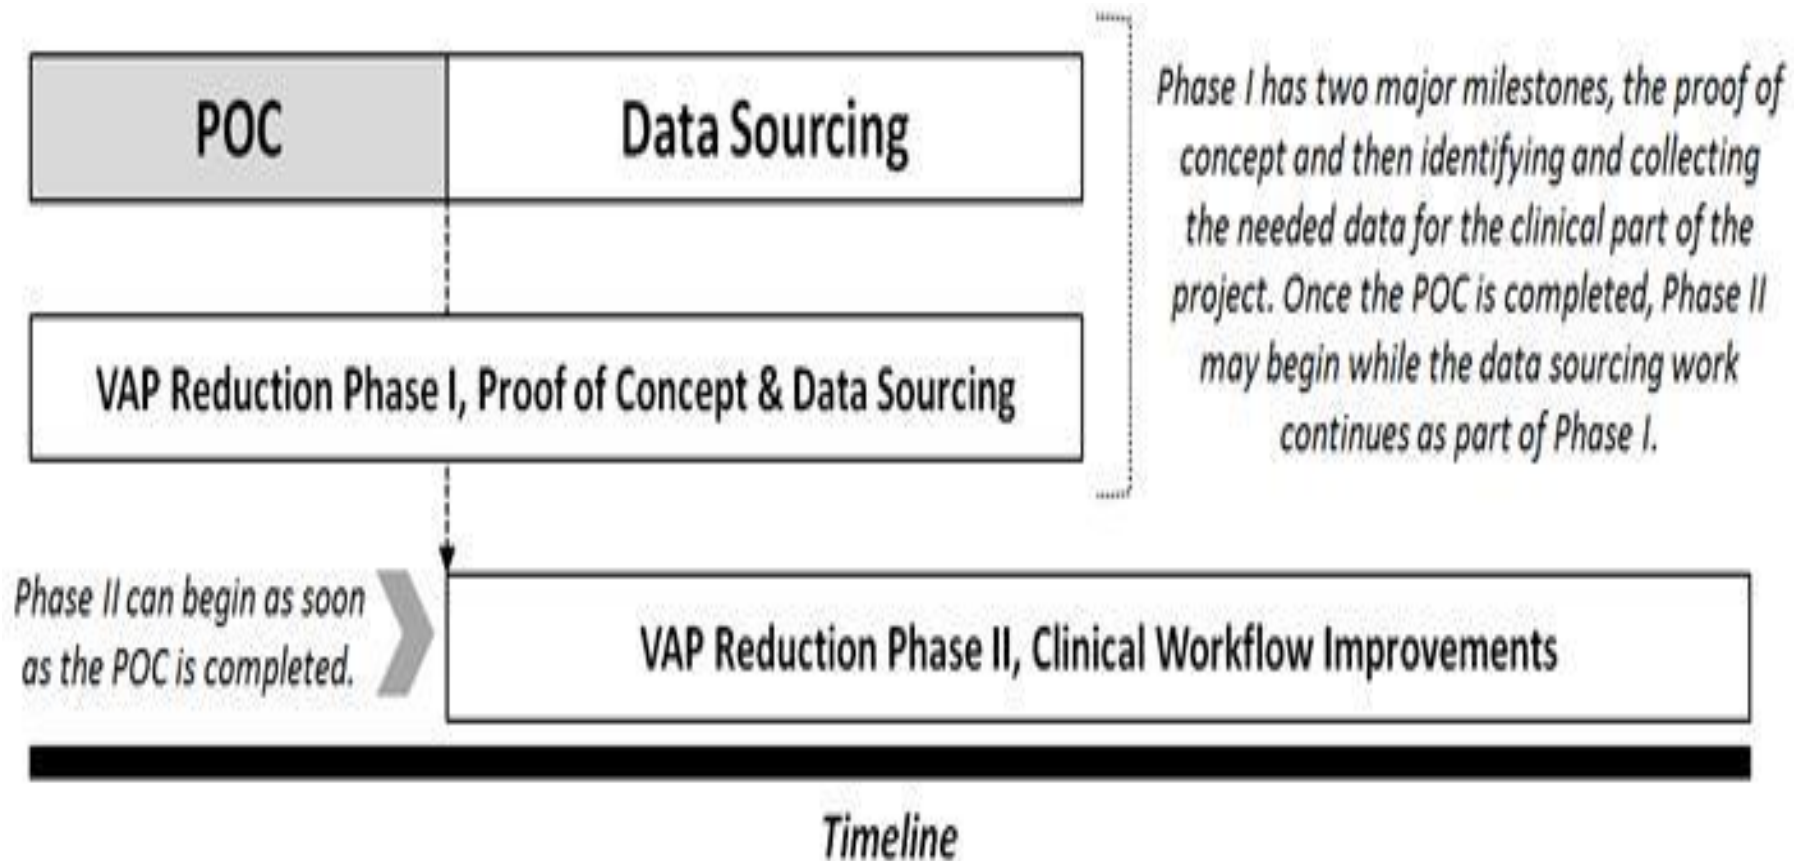 POC
Data Sourcing
Phase I has two major milestones, the proof of
concept and then identifying and collecting
the needed data for the clinical part of the
project. Once the POC is completed, Phase II
may begin while the data sourcing work
continues as part of Phase I.
VAP Reduction Phase I, Proof of Concept & Data Sourcing
Phase II can begin as soon
as the POC is completed.
VAP Reduction Phase II, Clinical Workflow Improvements
Timeline